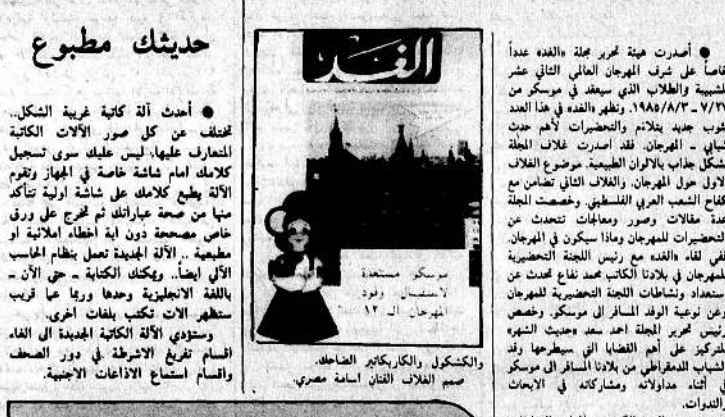 ● أصدرت هيئة تحرير مجلة «الغد» عدداً
خاصاً على شرف المهرجان العالمي الثاني عشر
للشبيبة والطلاب الذي سيعقد في موسكو من
٧/٢٧ ـ ١٩٨٥/٨/٣. وتظهر «الغد» في هذا العدد
بثوب جديد يتلاءم والتحضيرات لأهم حدث
شبابي ـ المهرجان. فقد اصدرت غلاف المجلة
بشكل جذاب بالالوان الطبيعية. موضوع الغلاف
الاول حول المهرجان. والغلاف الثاني تضامن مع
كفاح الشعب العربي الفلسطيني. وخصصت المجلة
عدة مقالات وصور ومعالجات تتحدث عن
التحضيرات للمهرجان وماذا سيكون في المهرجان.
ففي لقاء «الغد» مع رئيس اللجنة التحضيرية
للمهرجان في بلادنا الكاتب محمد نفاع تحدث عن
استعداد ونشاطات اللجنة التحضيرية للمهرجان
وعن نوعية الوفد المسافر الى موسكو. وخصص
رئيس تحرير المجلة احمد سعد «حديث الشهر»
للتركيز على أهم القضايا التي سيطرحها وفد
الشباب الديمقراطي من بلادنا المسافر الى موسكو
في أثناء مداولاته ومشاركاته في الابحاث
والندوات.
الغد
موسكو مستعدة
لاستقبال وفود
المهرجان الـ ١٢
والكشكول والكاريكاتير الضاحك.
صمم الغلاف الفنان اسامة مصري.
حديثك مطبوع
● أحدث آلة كاتبة غريبة الشكل..
تختلف عن كل صور الآلات الكاتبة
المتعارف عليها. ليس عليك سوى تسجيل
كلامك امام شاشة خاصة في الجهاز وتقوم
الآلة بطبع كلامك على شاشة اولية تتأكد
منها من صحة عباراتك ثم تخرج على ورق
خاص مصححة دون اية اخطاء املائية او
مطبعية .. الآلة الجديدة تعمل بنظام الحاسب
الآلي ايضاً.. ويمكنك الكتابة ـ حتى الآن ـ
باللغة الانجليزية وحدها وربما عما قريب
ستظهر الات تكتب بلغات اخرى.
وستؤدي الآلة الكاتبة الجديدة الى الغاء
اقسام تفريغ الاشرطة في دور الصحف
واقسام استماع الاذاعات الاجنبية.